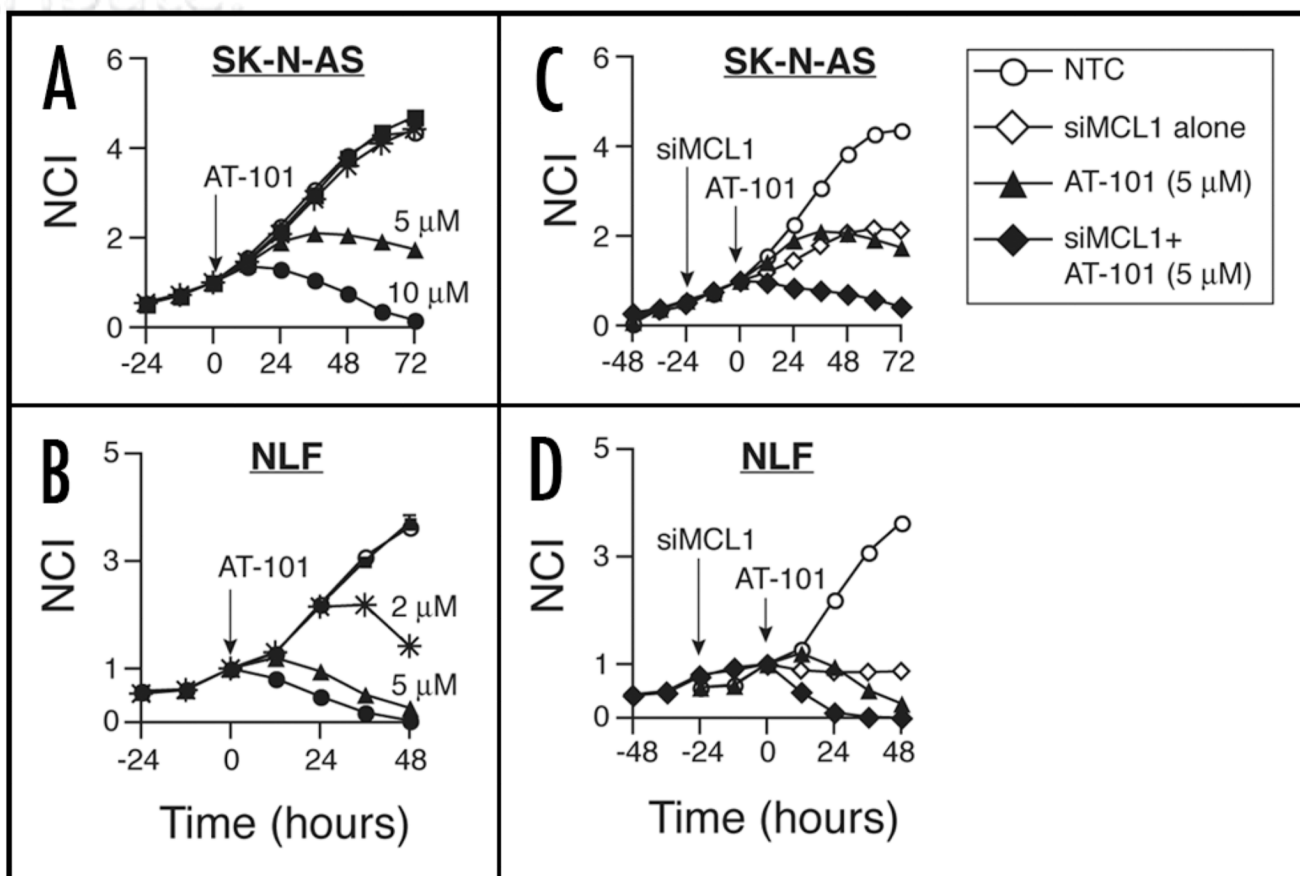 A
SK-N-AS
6
4
2
0
NCI
AT-101
5 μM
10 μM
-24
0
24
48
72
C
SK-N-AS
6
4
2
0
NCI
siMCL1
AT-101
-48
-24
0
24
48
72
NTC
siMCL1 alone
AT-101 (5 μM)
siMCL1+
AT-101 (5 μM)
B
NLF
5
3
1
0
NCI
AT-101
2 μM
5 μM
-24
0
24
48
Time (hours)
D
NLF
5
3
1
0
NCI
siMCL1
AT-101
-48
-24
0
24
48
Time (hours)